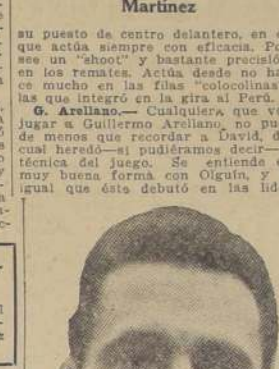 Martínez
su puesto de centro delantero, en e
que actúa siempre con eficacia. Po
see un "shoot" y bastante precisió
en los remates. Actúa desde no ha
ce mucho en las filas "colocolinas
las que integró en la gira al Perú.
G. Arellano.— Cualquiera que ve
jugar a Guillermo Arellano, no pu
de menos que recordar a David, d
cual heredó—si pudiéramos decir—
técnica del juego. Se entiende
muy buena forma con Olguín, y
igual que éste debutó en las lid